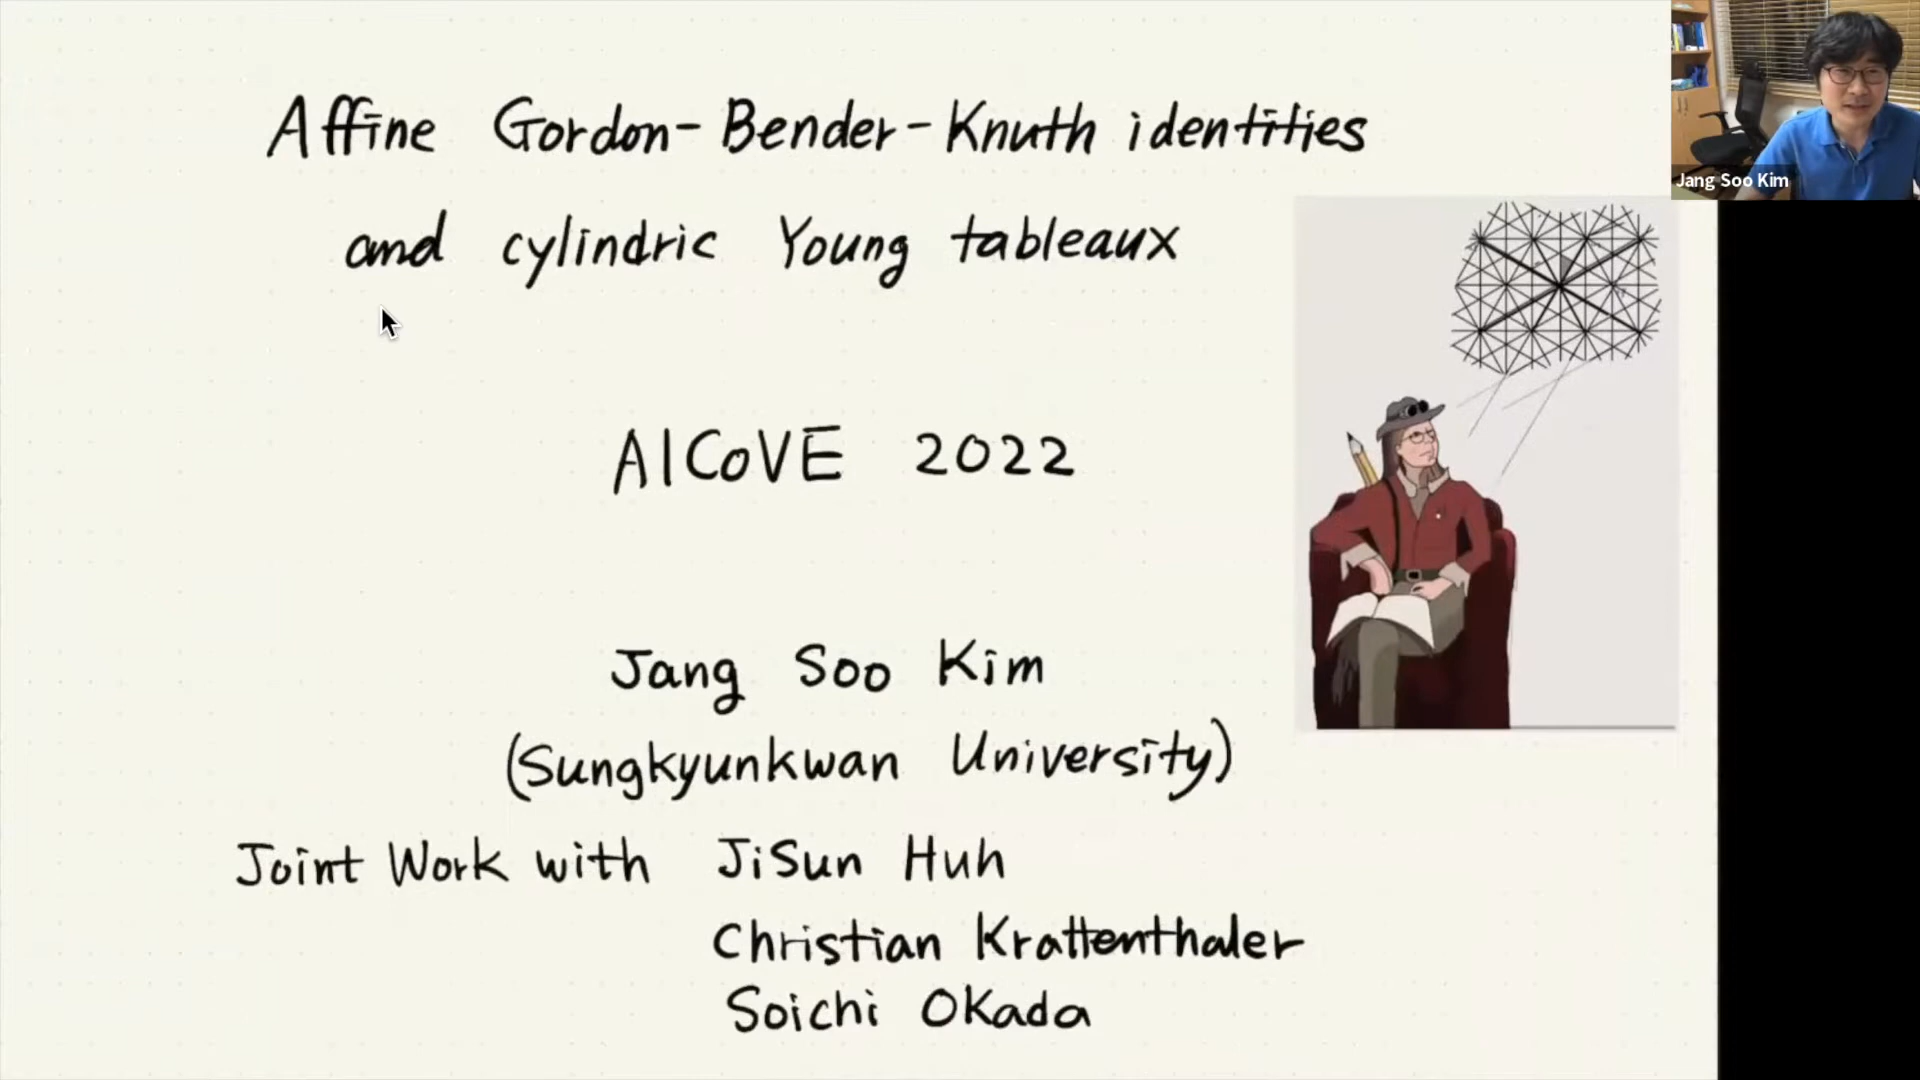 Affine Gordon-Bender-Knuth identities
and cylindric Young tableaux
AlCoVE 2022
Jang Soo Kim
(Sungkyunkwan University)
Joint Work with JiSun Huh
Christian Krattenthaler
Soichi Okada
Jang Soo Kim